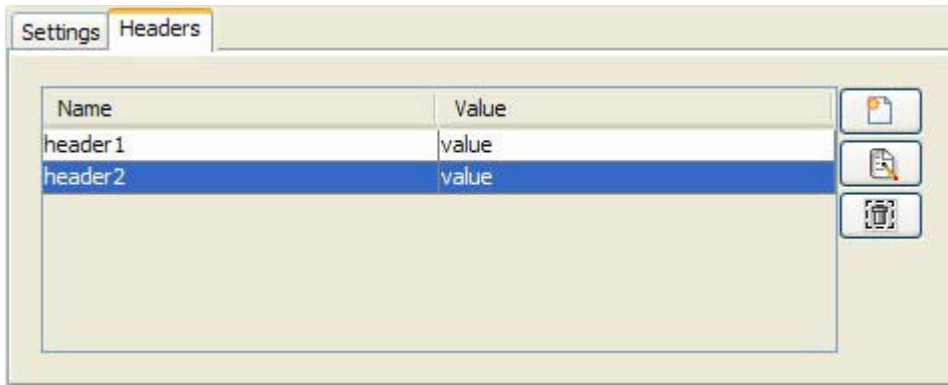 Settings Headers
Name Value
header1 value
header2 value